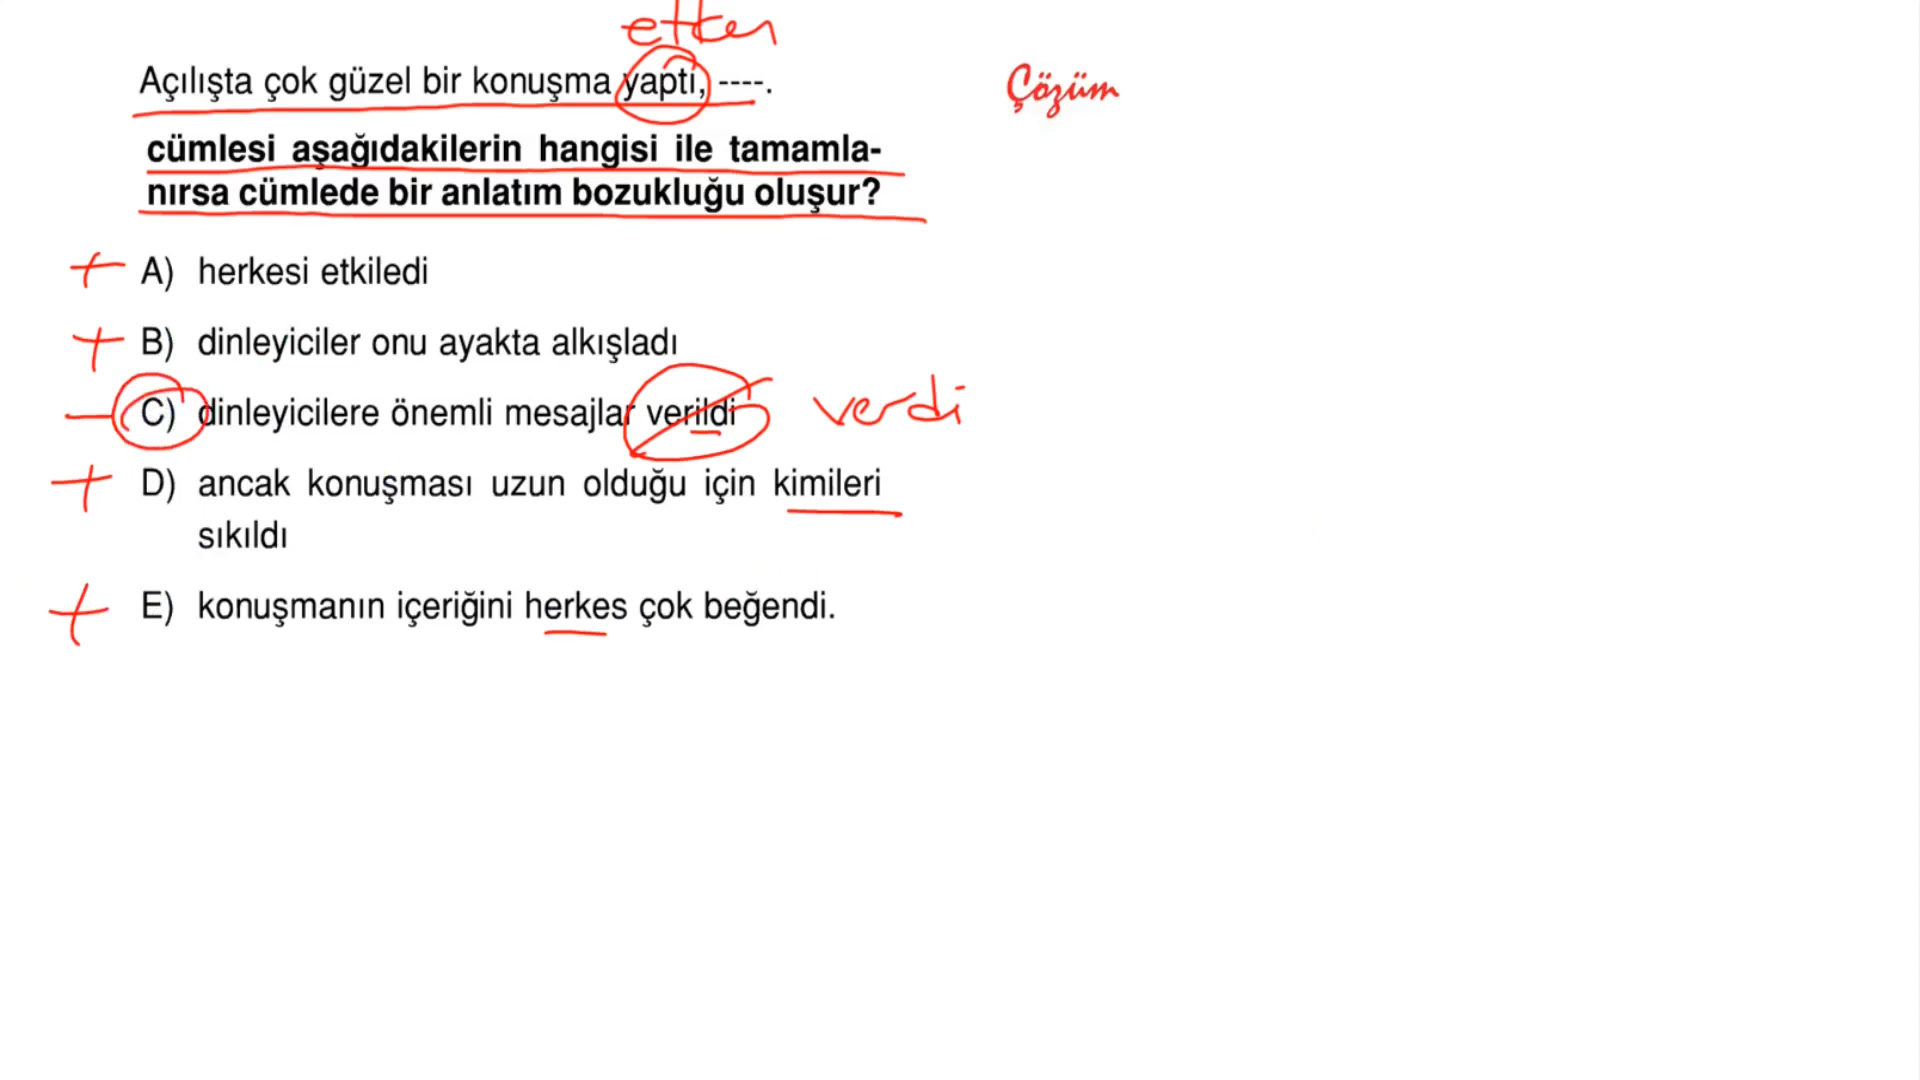 etken
Açılışta çok güzel bir konuşma yaptı, ----.
Çözüm
cümlesi aşağıdakilerin hangisi ile tamamla-
nırsa cümlede bir anlatım bozukluğu oluşur?
+ A) herkesi etkiledi
+ B) dinleyiciler onu ayakta alkışladı
- C) dinleyicilere önemli mesajlar verildi verdi
+ D) ancak konuşması uzun olduğu için kimileri
sıkıldı
+ E) konuşmanın içeriğini herkes çok beğendi.